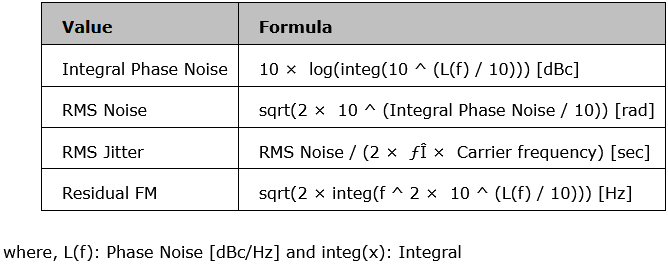 Value Formula
Integral Phase Noise 10 × log(integ(10 ^ (L(f) / 10))) [dBc]
RMS Noise sqrt(2 × 10 ^ (Integral Phase Noise / 10)) [rad]
RMS Jitter RMS Noise / (2 × ƒÎ × Carrier frequency) [sec]
Residual FM sqrt(2 × integ(f ^ 2 × 10 ^ (L(f) / 10))) [Hz]
where, L(f): Phase Noise [dBc/Hz] and integ(x): Integral